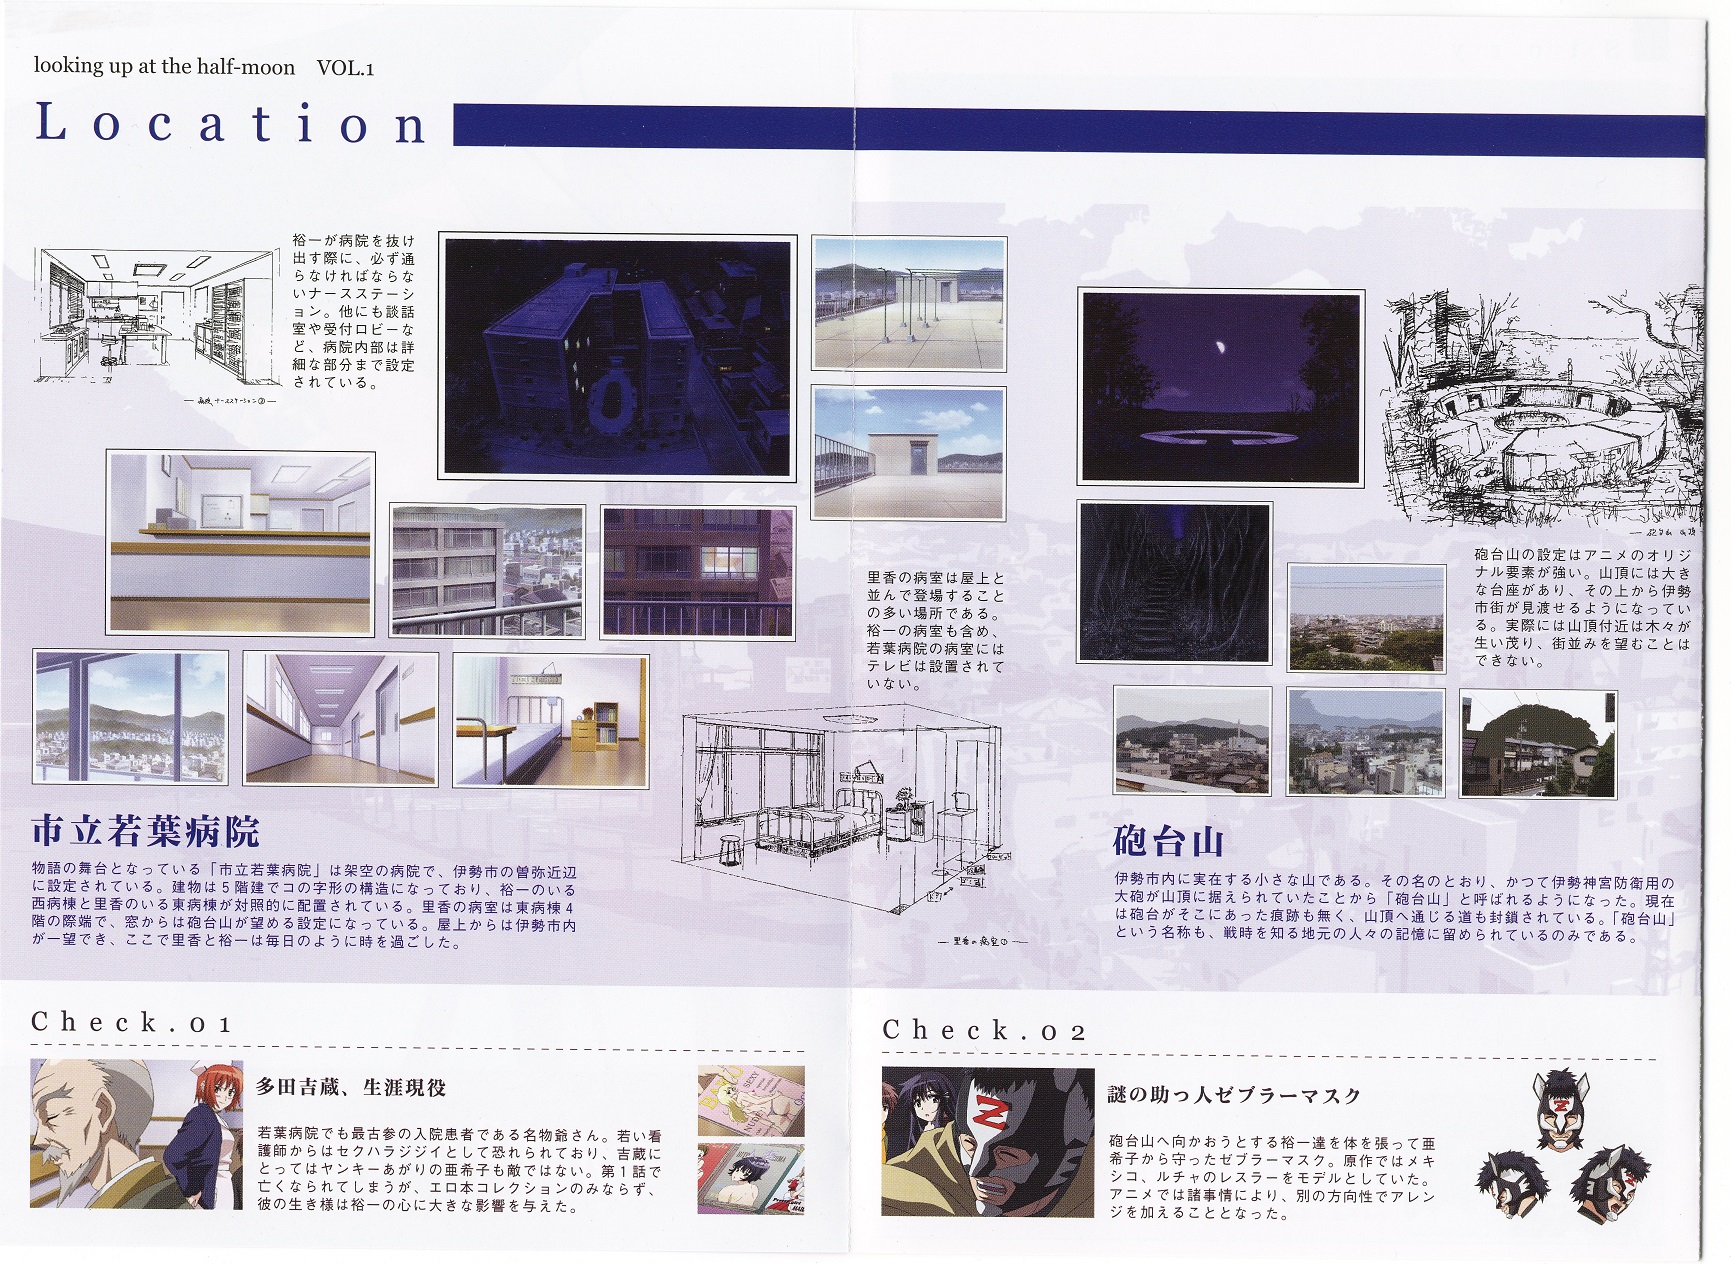 looking up at the half-moon VOL.1
Location
裕一が病院を抜け
出す際に、必ず通
らなければならな
いナースステーシ
ョン。他にも談話
室や受付ロビーな
ど、病院内部は詳
細な部分まで設定
されている。
里香の病室は屋上と
並んで登場すること
の多い場所である。
裕一の病室も含め、
若葉病院の病室には
テレビは設置されて
いない。
里香の病室①
市立若葉病院
物語の舞台となっている「市立若葉病院」は架空の病院で、伊勢市の曽弥近辺
に設定されている。建物は5階建でコの字形の構造になっており、裕一のいる
西病棟と里香のいる東病棟が対照的に配置されている。里香の病室は東病棟4
階の際端で、窓からは砲台山が望める設定になっている。屋上からは伊勢市内
が一望でき、ここで里香と裕一は毎日のように時を過ごした。
砲台山の設定はアニメのオリジ
ナル要素が強い。山頂には大き
な台座があり、その上から伊勢
市街が見渡せるようになってい
る。実際には山頂付近は木々が
生い茂り、街並みを望むことは
できない。
砲台山
伊勢市内に実在する小さな山である。その名のとおり、かつて伊勢神宮防衛用の
大砲が山頂に据えられていたことから「砲台山」と呼ばれるようになった。現在
は砲台がそこにあった痕跡も無く、山頂へ通じる道も封鎖されている。「砲台山」
という名称も、戦時を知る地元の人々の記憶に留められているのみである。
Check.01
多田吉蔵、生涯現役
若葉病院でも最古参の入院患者である名物爺さん。若い看
護師からはセクハラジジイとして恐れられており、吉蔵に
とってはヤンキーあがりの亜希子も敵ではない。第1話で
亡くなられてしまうが、エロ本コレクションのみならず、
彼の生き様は裕一の心に大きな影響を与えた。
SEXY
Check.02
Z
謎の助っ人ゼブラーマスク
砲台山へ向かおうとする裕一達を体を張って亜
希子から守ったゼブラーマスク。原作ではメキ
シコ、ルチャのレスラーをモデルとしていた。
アニメでは諸事情により、別の方向性でアレン
ジを加えることとなった。
Z